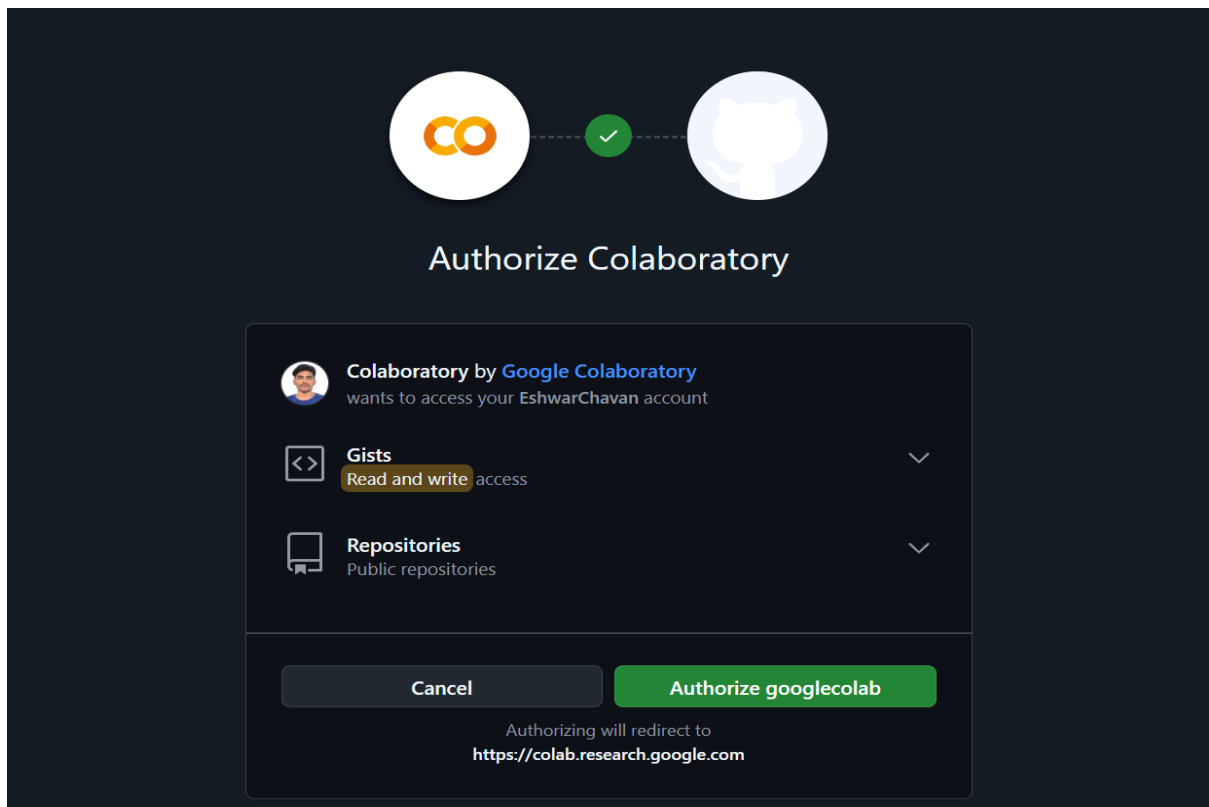 Authorize Colaboratory
Colaboratory by Google Colaboratory
wants to access your EshwarChavan account
Gists
Read and write access
Repositories
Public repositories
Cancel
Authorize googlecolab
Authorizing will redirect to
https://colab.research.google.com